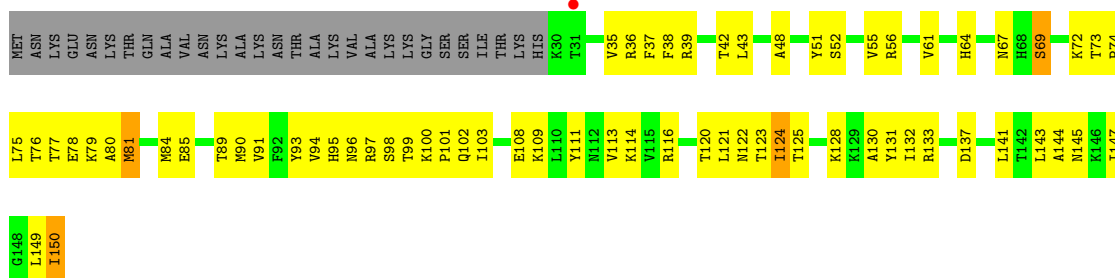 MET ASN LYS GLU ASN LYS THR GLN ALA VAL ASN LYS ALA LYS ASN THR ALA LYS VAL ALA LYS LYS GLY SER SER ILE THR LYS HIS K30 T31 V35 R36 F37 F38 R39 T42 L43 A48 Y51 S52 V55 R56 V61 H64 N67 H68 S69 K72 T73
L75 T76 T77 E78 K79 A80 M81 M84 E85 T89 M90 V91 F92 Y93 V94 H95 N96 R97 S98 T99 K100 P101 Q102 I103 E108 K109 L110 Y111 N112 V113 K114 V115 R116 T120 L121 N122 T123 I124 T125 K128 K129 A130 Y131 I132 R133 D137 L141 T142 L143 A144 N145 K146
G148 L149 I150